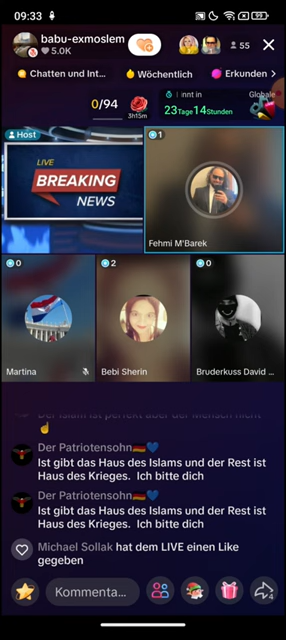 09:33
99
babu-exmoslem
5.0K
55
Chatten und Int...
Wöchentlich
Erkunden
0/94
3h15m
nnt in
Globale
23Tage14Stunden
Host
LIVE
BREAKING
NEWS
1
Fehmi M'Barek
0
2
0
Martina
Bebi Sherin
Bruderkuss David ...
Der Islam ist perfekt aber der Mensch nicht
☝
Der Patriotensohn🇩🇪💙
Ist gibt das Haus des Islams und der Rest ist
Haus des Krieges. Ich bitte dich
Der Patriotensohn🇩🇪💙
Ist gibt das Haus des Islams und der Rest ist
Haus des Krieges. Ich bitte dich
Michael Sollak hat dem LIVE einen Like
gegeben
Kommenta...
4